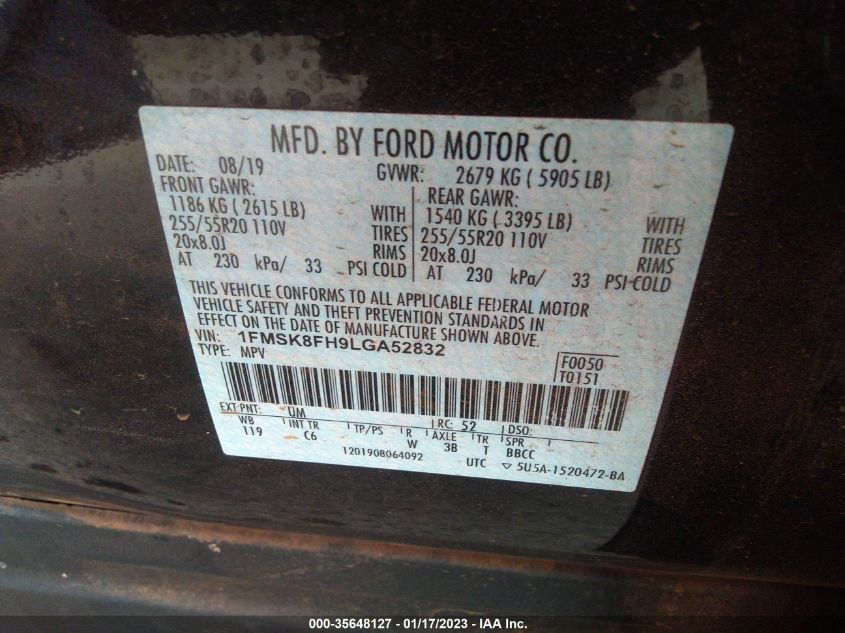 MFD. BY FORD MOTOR CO.
DATE: 08/19 GVWR: 2679 KG ( 5905 LB)
FRONT GAWR: REAR GAWR:
1186 KG ( 2615 LB) WITH 1540 KG ( 3395 LB) WITH
255/55R20 110V TIRES 255/55R20 110V TIRES
20x8.0J RIMS 20x8.0J RIMS
AT 230 kPa/ 33 PSI COLD AT 230 kPa/ 33 PSI COLD
THIS VEHICLE CONFORMS TO ALL APPLICABLE FEDERAL MOTOR
VEHICLE SAFETY AND THEFT PREVENTION STANDARDS IN
EFFECT ON THE DATE OF MANUFACTURE SHOWN ABOVE.
VIN: 1FMSK8FH9LGA52832
TYPE: MPV
F0050
T0151
EXT PNT: UM RC: 52 DSO:
WB INT TR TP/PS R AXLE TR SPR
119 C6 W 3B T BBCC
1201908064092 UTC ▽ 5U5A-1520472-BA
000-35648127 - 01/17/2023 - IAA Inc.